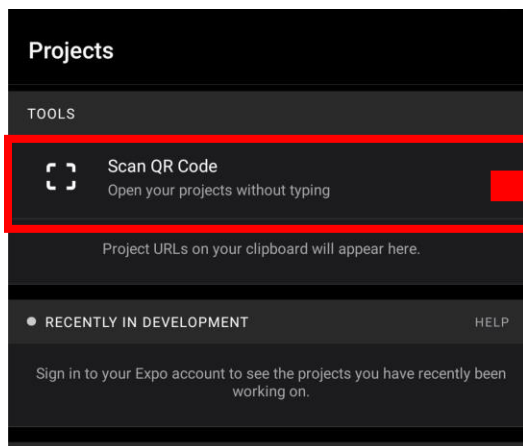 Projects
TOOLS
Scan QR Code
Open your projects without typing
Project URLs on your clipboard will appear here.
RECENTLY IN DEVELOPMENT HELP
Sign in to your Expo account to see the projects you have recently been
working on.